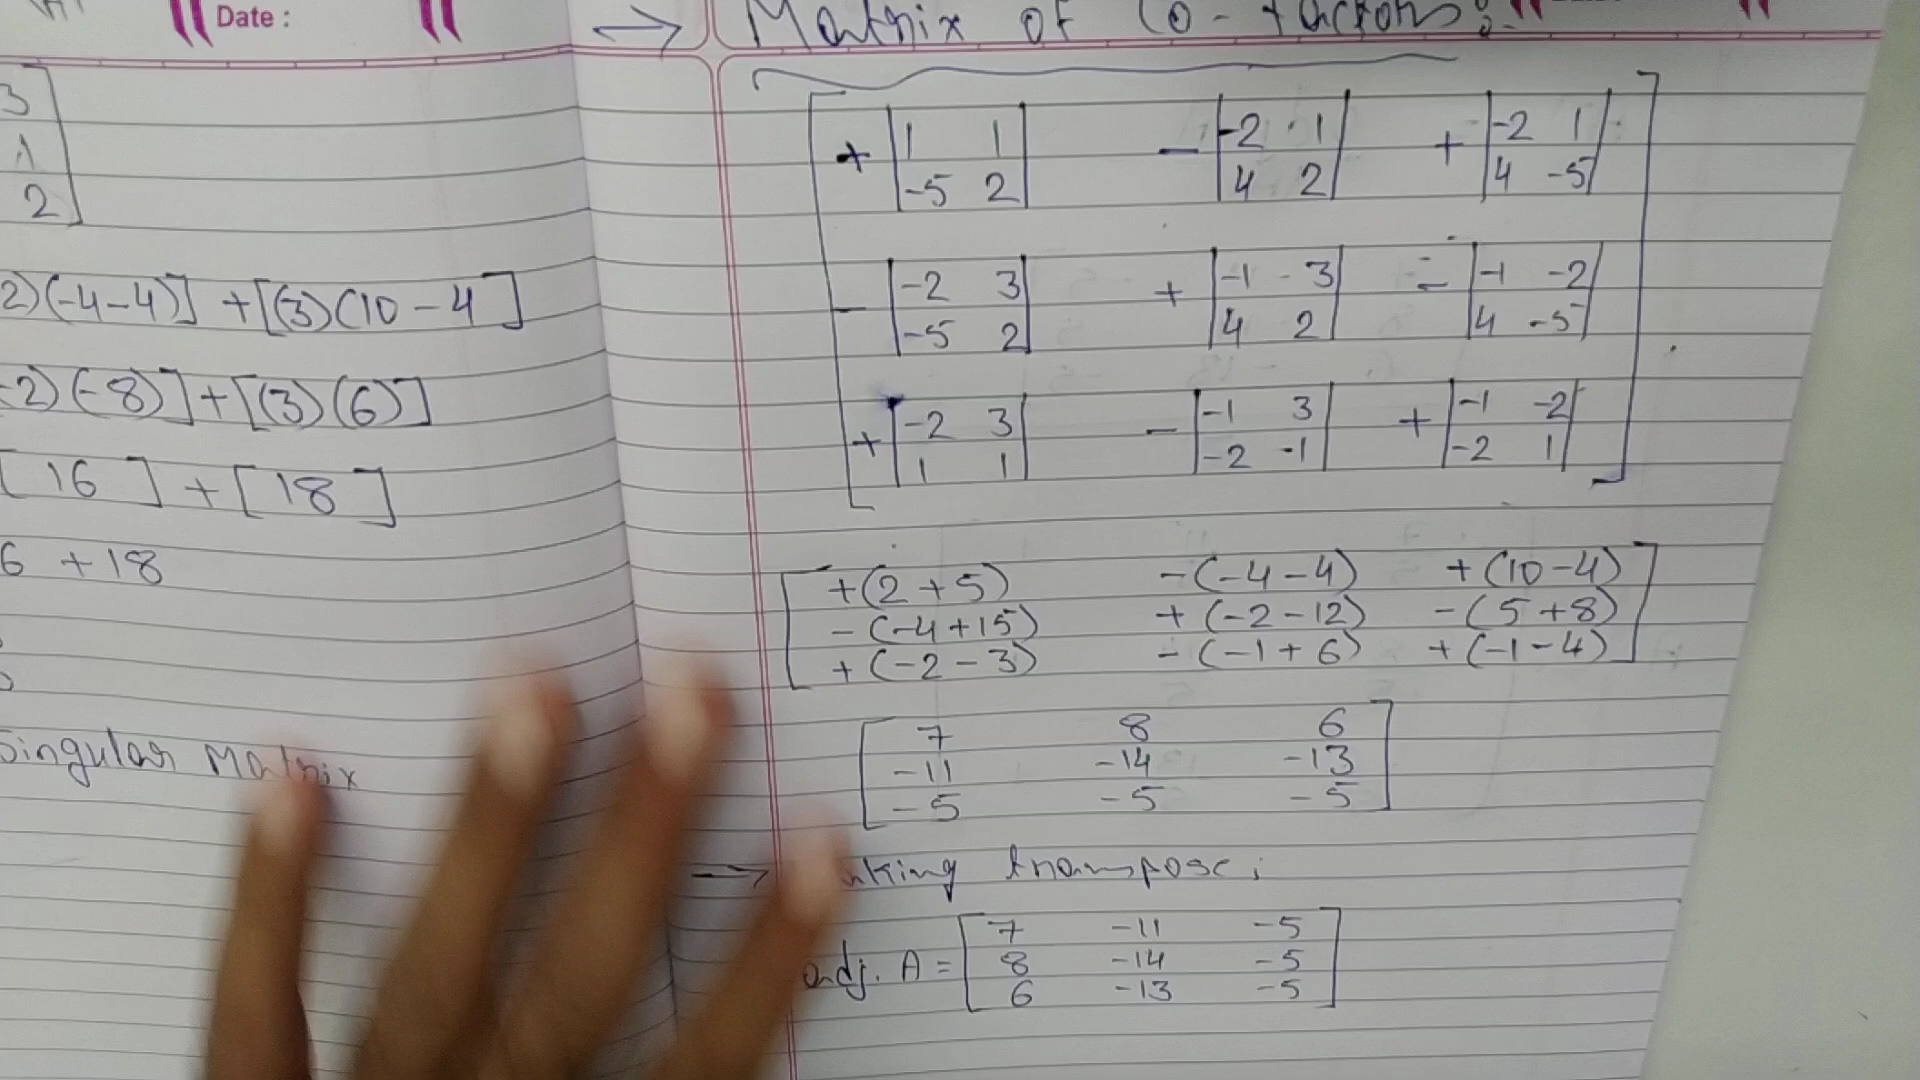 Date :
3
1
2
2)(-4-4)] + [(3)(10-4]
-2)(-8)] + [(3)(6)]
[ 16 ] + [ 18 ]
6 + 18
Singular Matrix
→ Matrix of Co-factors:-
+ | 1 1 | - | -2 1 | + | -2 1 |
| -5 2 | | 4 2 | | 4 -5 |
- | -2 3 | + | -1 3 | - | -1 -2 |
| -5 2 | | 4 2 | | 4 -5 |
+ | -2 3 | - | -1 3 | + | -1 -2 |
| 1 1 | | -2 -1 | | -2 1 |
+(2+5) -(-4-4) +(10-4)
-(-4+15) +(-2-12) -(5+8)
+(-2-3) -(-1+6) +(-1-4)
7 8 6
-11 -14 -13
-5 -5 -5
→ transpose;
7 -11 -5
adj. A = 8 -14 -5
6 -13 -5